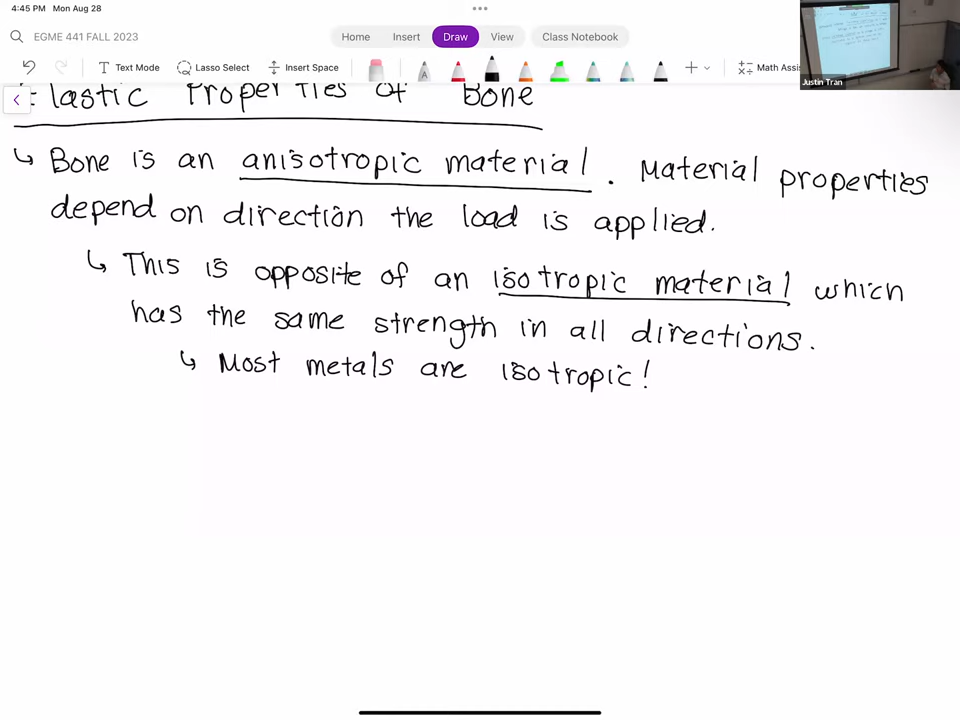 4:45 PM Mon Aug 28
EGME 441 FALL 2023
Home Insert Draw View Class Notebook
Text Mode Lasso Select Insert Space Math Assis
Justin Tran
Elastic Properties of Bone
↳ Bone is an anisotropic material. Material properties
depend on direction the load is applied.
↳ This is opposite of an isotropic material which
has the same strength in all directions.
↳ Most metals are isotropic!